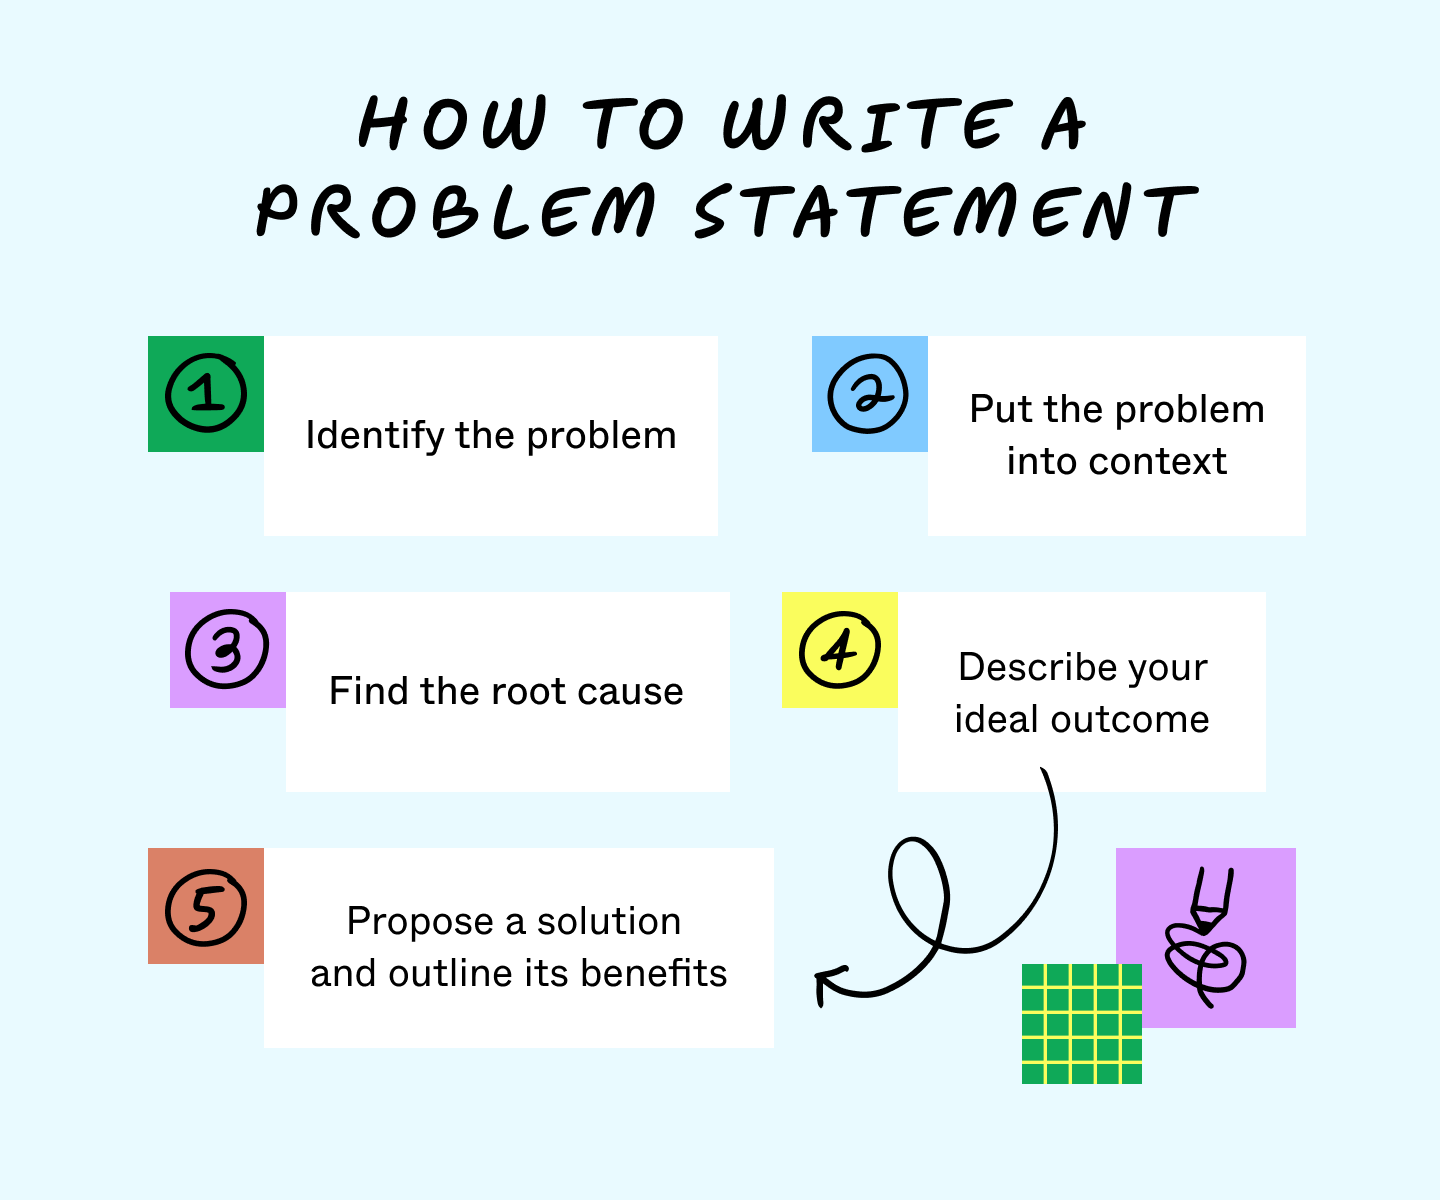 HOW TO WRITE A
PROBLEM STATEMENT
1
Identify the problem
2
Put the problem
into context
3
Find the root cause
4
Describe your
ideal outcome
5
Propose a solution
and outline its benefits